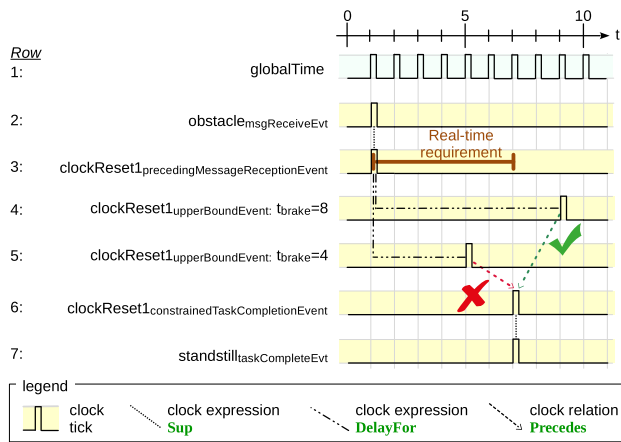 0 5 10
t
Row
1: globalTime
2: obstaclemsgReceiveEvt
Real-time
requirement
3: clockReset1precedingMessageReceptionEvent
4: clockReset1upperBoundEvent: tbrake=8
5: clockReset1upperBoundEvent: tbrake=4
6: clockReset1constrainedTaskCompletionEvent
7: standstilltaskCompleteEvt
legend
clock tick
clock expression Sup
clock expression DelayFor
clock relation Precedes